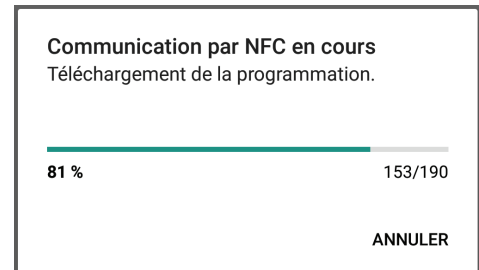 Communication par NFC en cours
Téléchargement de la programmation.
81 % 153/190
ANNULER